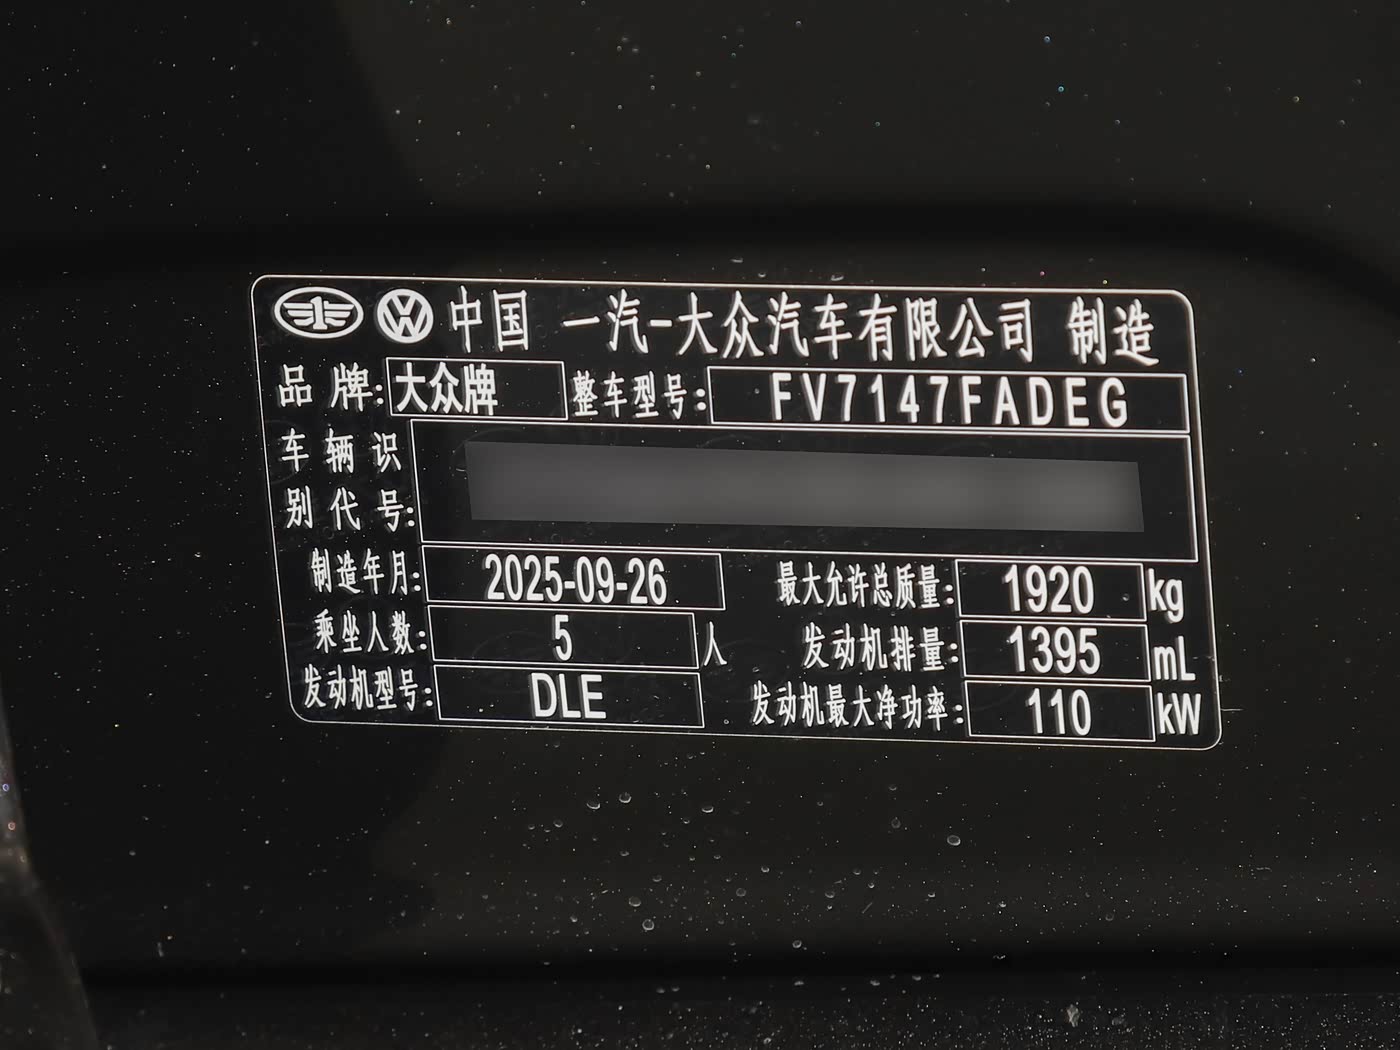 中国 一汽-大众汽车有限公司 制造
品牌: 大众牌 整车型号: FV7147FADEG
车辆识
别代号:
制造年月: 2025-09-26 最大允许总质量: 1920 kg
乘坐人数: 5 人 发动机排量: 1395 mL
发动机型号: DLE 发动机最大净功率: 110 kW